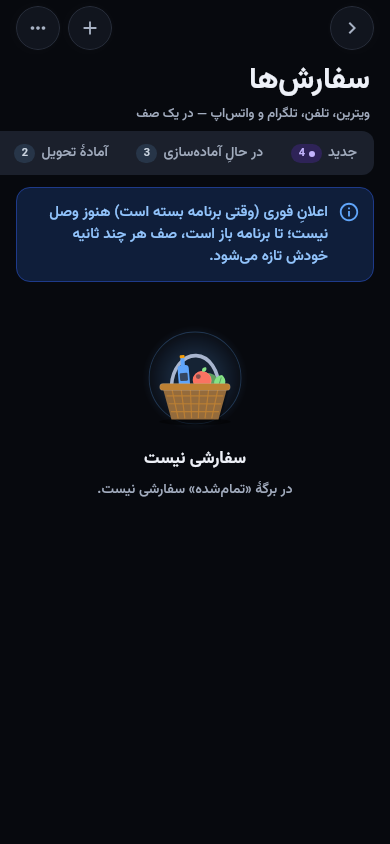 سفارش‌ها
ویترین، تلفن، تلگرام و واتس‌اپ — در یک صف
جدید 4 در حالِ آماده‌سازی 3 آمادهٔ تحویل 2
اعلانِ فوری (وقتی برنامه بسته است) هنوز وصل
نیست؛ تا برنامه باز است، صف هر چند ثانیه
خودش تازه می‌شود.
سفارشی نیست
در برگهٔ «تمام‌شده» سفارشی نیست.